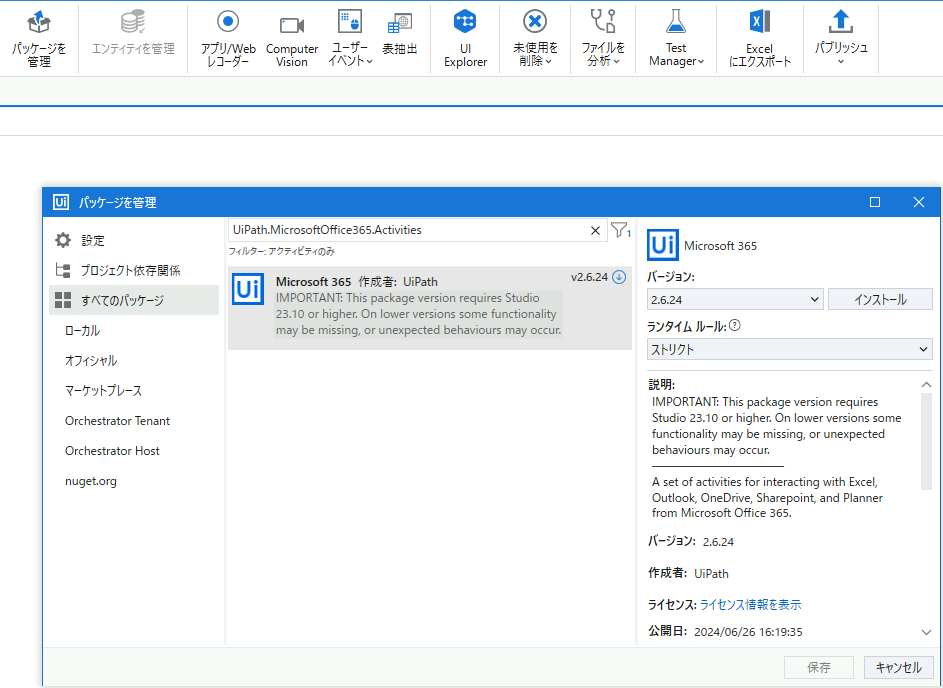 パッケージを
管理
エンティティを管理
アプリ/Web
レコーダー
Computer
Vision
ユーザー
イベント
表抽出
UI
Explorer
未使用を
削除
ファイルを
分析
Test
Manager
Excel
にエクスポート
パブリッシュ
Ui パッケージを管理
設定
プロジェクト依存関係
すべてのパッケージ
ローカル
オフィシャル
マーケットプレース
Orchestrator Tenant
Orchestrator Host
nuget.org
UiPath.MicrosoftOffice365.Activities
1
フィルター: アクティビティのみ
Ui
Microsoft 365 作成者: UiPath
v2.6.24
IMPORTANT: This package version requires Studio
23.10 or higher. On lower versions some functionality
may be missing, or unexpected behaviours may occur.
Ui Microsoft 365
バージョン:
2.6.24
インストール
ランタイム ルール:
ストリクト
説明:
IMPORTANT: This package version requires
Studio 23.10 or higher. On lower versions some
functionality may be missing, or unexpected
behaviours may occur.
A set of activities for interacting with Excel,
Outlook, OneDrive, Sharepoint, and Planner
from Microsoft Office 365.
バージョン: 2.6.24
作成者: UiPath
ライセンス: ライセンス情報を表示
公開日: 2024/06/26 16:19:35
保存
キャンセル